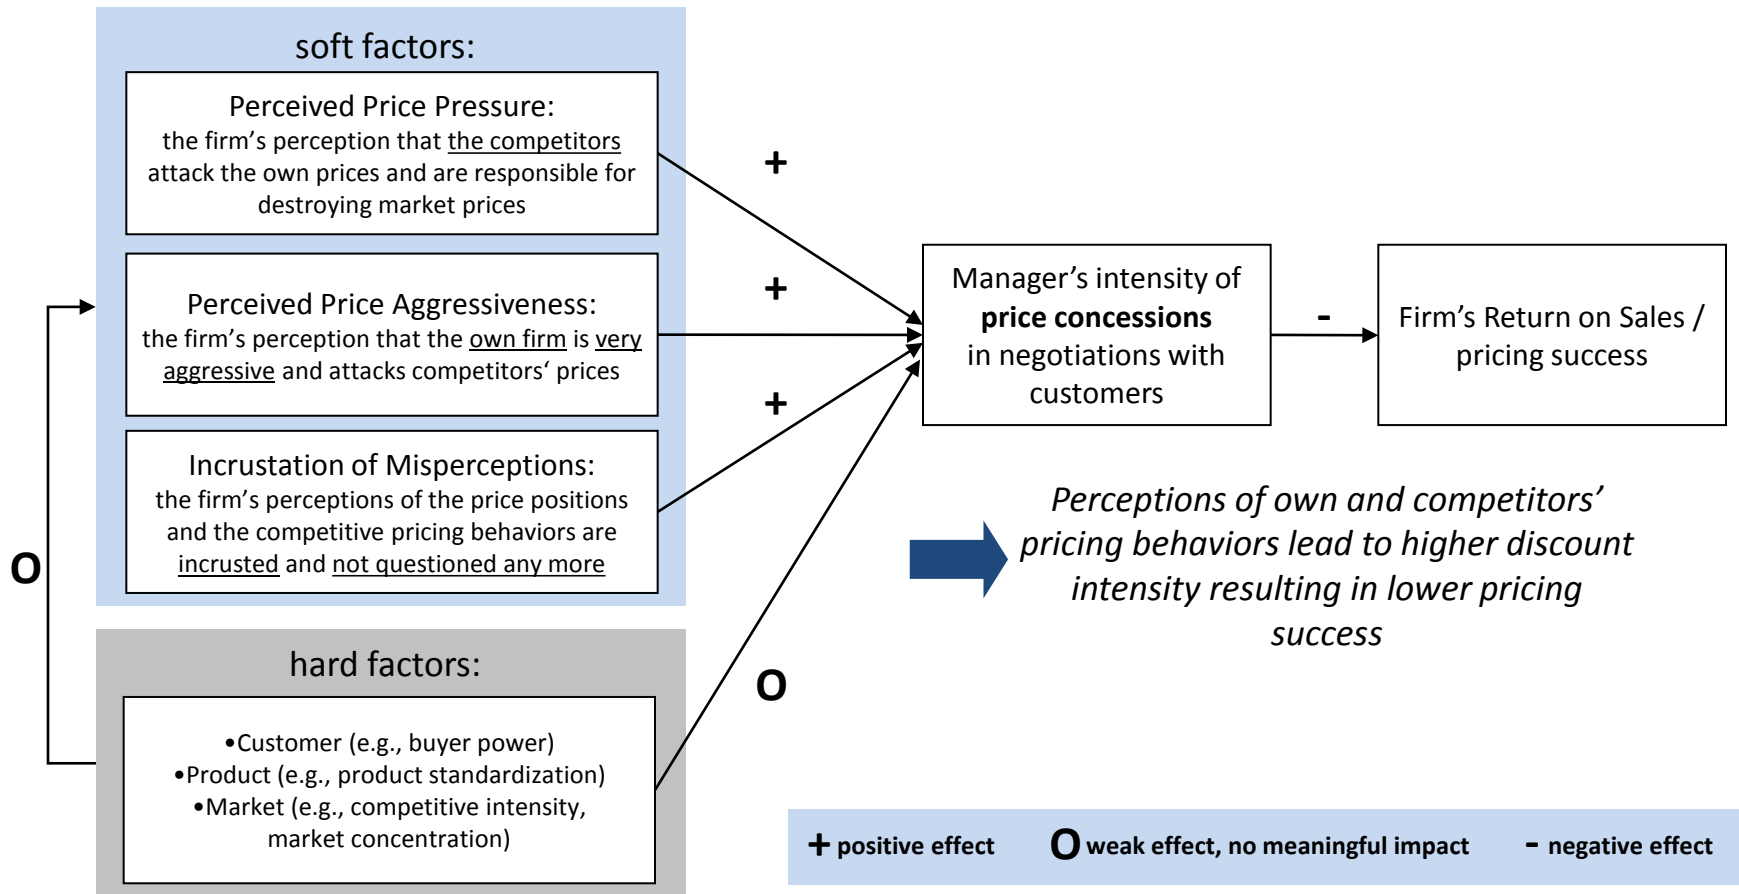 soft factors:
Perceived Price Pressure:
the firm’s perception that the competitors
attack the own prices and are responsible for
destroying market prices
+
Perceived Price Aggressiveness:
the firm’s perception that the own firm is very
aggressive and attacks competitors‘ prices
+
Incrustation of Misperceptions:
the firm’s perceptions of the price positions
and the competitive pricing behaviors are
incrusted and not questioned any more
+
O
hard factors:
•Customer (e.g., buyer power)
•Product (e.g., product standardization)
•Market (e.g., competitive intensity,
market concentration)
O
Manager’s intensity of
price concessions
in negotiations with
customers
-
Firm’s Return on Sales /
pricing success
Perceptions of own and competitors’
pricing behaviors lead to higher discount
intensity resulting in lower pricing
success
+ positive effect O weak effect, no meaningful impact - negative effect